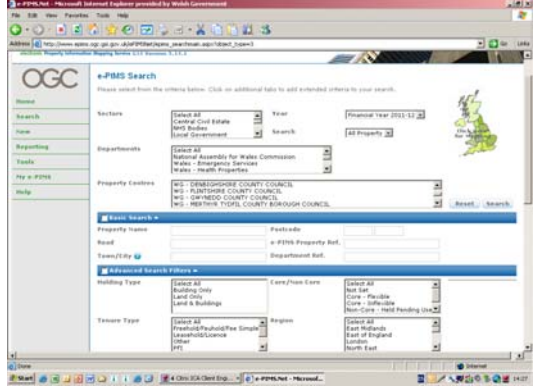 e-PIMS.Net - Microsoft Internet Explorer provided by Welsh Government
File Edit View Favorites Tools Help
Address
Go Links
OGC
Home
Search
New
Reporting
Tools
My e-PIMS
Help
e-PIMS Search
Please select from the criteria below. Click on additional tabs to add extended criteria to your search.
Sectors
Select All
Central Civil Estate
NHS Bodies
Local Government
Year
Financial Year 2011-12
Search
All Property
Departments
Select All
National Assembly for Wales Commission
Wales - Emergency Services
Wales - Health Properties
Property Centres
WG - DENBIGHSHIRE COUNTY COUNCIL
WG - FLINTSHIRE COUNTY COUNCIL
WG - GWYNEDD COUNTY COUNCIL
WG - MERTHYR TYDFIL COUNTY BOROUGH COUNCIL
Reset Search
Basic Search
Property Name
Postcode
Road
e-PIMS Property Ref.
Town/City
Department Ref.
Advanced Search Filters
Holding Type
Select All
Building Only
Land Only
Land & Buildings
Core/Non Core
Select All
Not Set
Core - Flexible
Core - Inflexible
Non-Core - Held Pending Use
Tenure Type
Select All
Freehold/Feuhold/Fee Simple
Leasehold/Licence
Other
PFI
Region
Select All
East Midlands
East of England
London
North East
Done
Internet
Start
e-PIMS.Net - Microsof...
14:27